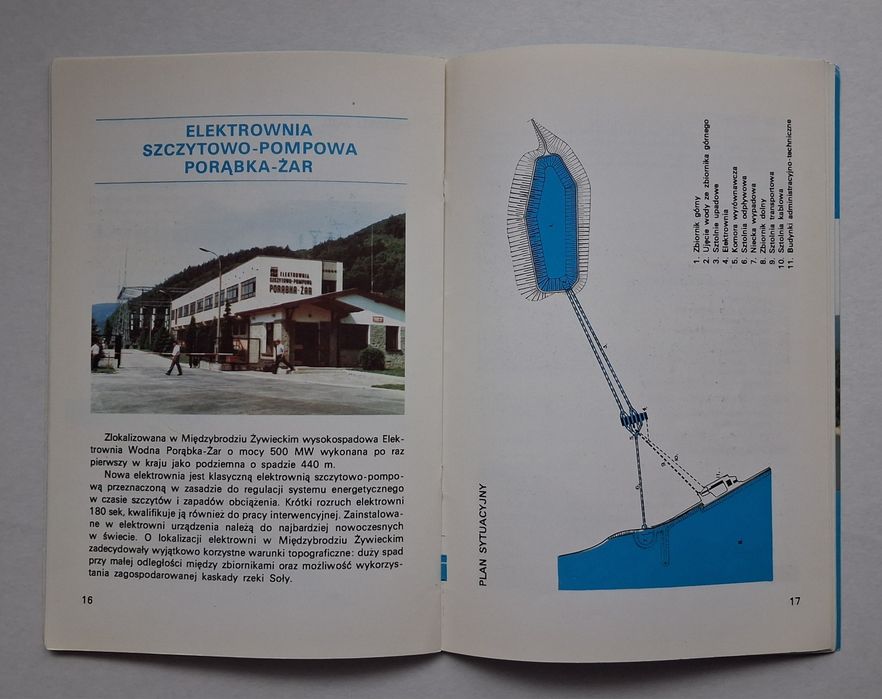 ELEKTROWNIA
SZCZYTOWO-POMPOWA
PORĄBKA-ŻAR
ELEKTROWNIA
SZCZYTOWO-POMPOWA
PORĄBKA-ŻAR
Zlokalizowana w Międzybrodziu Żywieckim wysokospadowa Elek-
trownia Wodna Porąbka-Żar o mocy 500 MW wykonana po raz
pierwszy w kraju jako podziemna o spadzie 440 m.
Nowa elektrownia jest klasyczną elektrownią szczytowo-pompo-
wą przeznaczoną w zasadzie do regulacji systemu energetycznego
w czasie szczytów i zapadów obciążenia. Krótki rozruch elektrowni
180 sek, kwalifikuje ją również do pracy interwencyjnej. Zainstalowa-
ne w elektrowni urządzenia należą do najbardziej nowoczesnych
w świecie. O lokalizacji elektrowni w Międzybrodziu Żywieckim
zadecydowały wyjątkowo korzystne warunki topograficzne: duży spad
przy małej odległości między zbiornikami oraz możliwość wykorzys-
tania zagospodarowanej kaskady rzeki Soły.
16
PLAN SYTUACYJNY
1. Zbiornik górny
2. Ujęcie wody ze zbiornika górnego
3. Sztolnie upadowe
4. Elektrownia
5. Komora wyrównawcza
6. Sztolnia odpływowa
7. Niecka wypadowa
8. Zbiornik dolny
9. Sztolnia transportowa
10. Sztolnia kablowa
11. Budynki administracyjno-techniczne
17